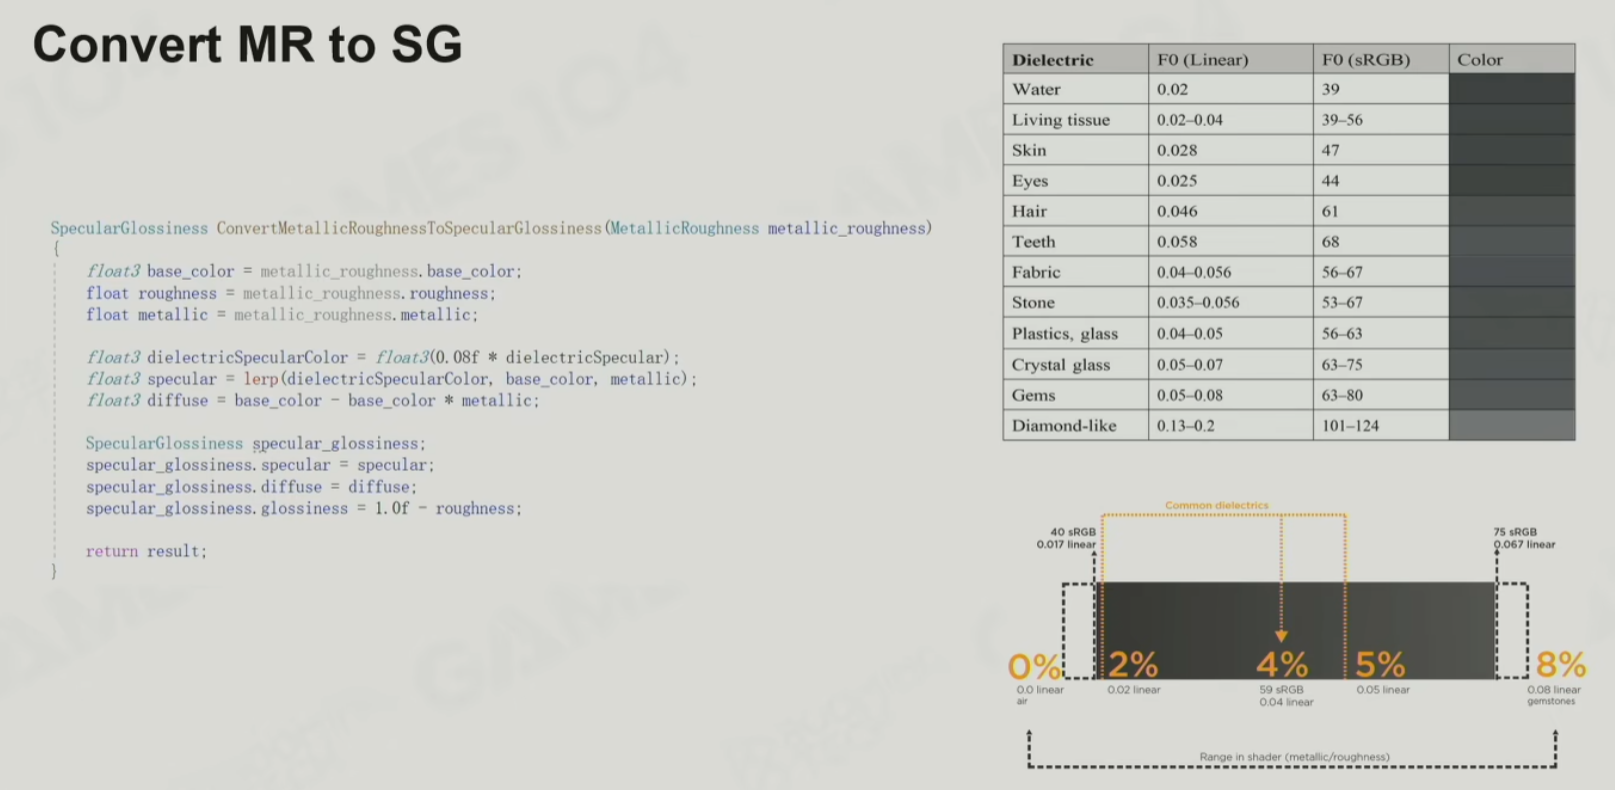 Convert MR to SG
SpecularGlossiness ConvertMetallicRoughnessToSpecularGlossiness(MetallicRoughness metallic_roughness)
{
float3 base_color = metallic_roughness.base_color;
float roughness = metallic_roughness.roughness;
float metallic = metallic_roughness.metallic;
float3 dielectricSpecularColor = float3(0.08f * dielectricSpecular);
float3 specular = lerp(dielectricSpecularColor, base_color, metallic);
float3 diffuse = base_color - base_color * metallic;
SpecularGlossiness specular_glossiness;
specular_glossiness.specular = specular;
specular_glossiness.diffuse = diffuse;
specular_glossiness.glossiness = 1.0f - roughness;
return result;
}
Dielectric F0 (Linear) F0 (sRGB) Color
Water 0.02 39
Living tissue 0.02–0.04 39–56
Skin 0.028 47
Eyes 0.025 44
Hair 0.046 61
Teeth 0.058 68
Fabric 0.04–0.056 56–67
Stone 0.035–0.056 53–67
Plastics, glass 0.04–0.05 56–63
Crystal glass 0.05–0.07 63–75
Gems 0.05–0.08 63–80
Diamond-like 0.13–0.2 101–124
Common dielectrics
40 sRGB 75 sRGB
0.017 linear 0.067 linear
0% 2% 4% 5% 8%
0.0 linear 0.02 linear 59 sRGB 0.05 linear 0.08 linear
air 0.04 linear gemstones
Range in shader (metallic/roughness)
GAMES 104